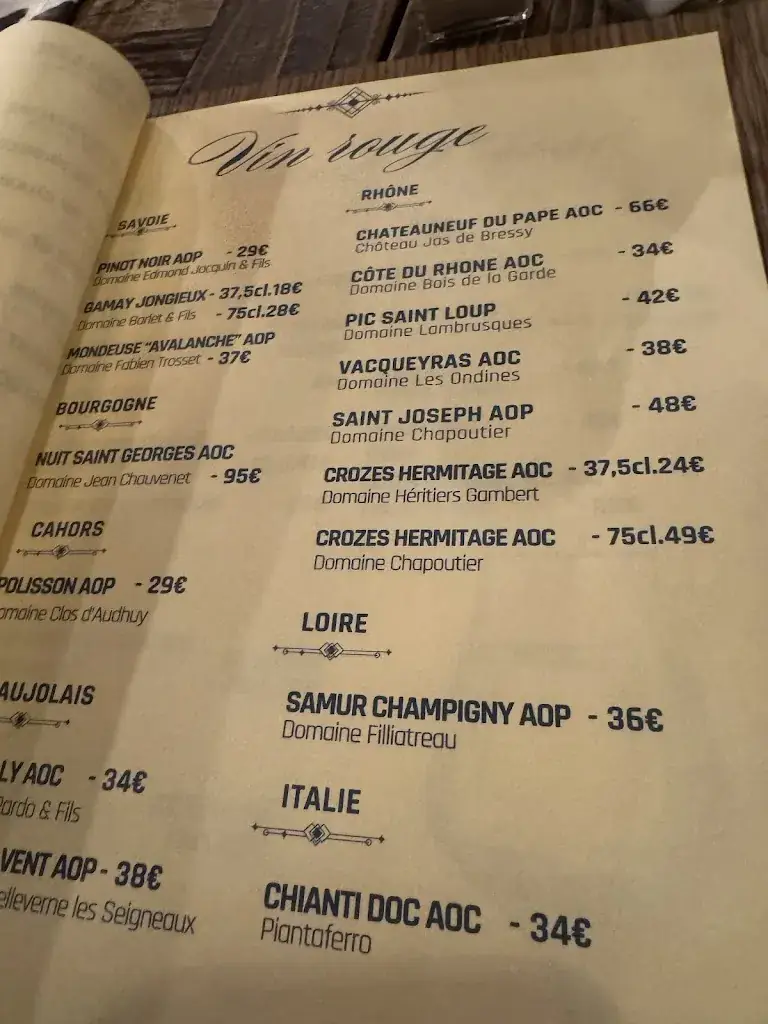 Vin rouge
SAVOIE
PINOT NOIR AOP - 29€
Domaine Edmond Jacquin & Fils
GAMAY JONGIEUX - 37,5cl.18€
Domaine Barlet & Fils - 75cl.28€
MONDEUSE "AVALANCHE" AOP
Domaine Fabien Trosset - 37€
BOURGOGNE
NUIT SAINT GEORGES AOC
Domaine Jean Chauvenet - 95€
CAHORS
POLISSON AOP - 29€
omaine Clos d'Audhuy
AUJOLAIS
LY AOC - 34€
Pardo & Fils
VENT AOP - 38€
elleverne les Seigneaux
RHÔNE
CHATEAUNEUF DU PAPE AOC - 66€
Chôteau Jas de Bressy
CÔTE DU RHONE AOC - 34€
Domaine Bois de la Garde
PIC SAINT LOUP - 42€
Domaine Lambrusques
VACQUEYRAS AOC - 38€
Domaine Les Ondines
SAINT JOSEPH AOP - 48€
Domaine Chapoutier
CROZES HERMITAGE AOC - 37,5cl.24€
Domaine Héritiers Gambert
CROZES HERMITAGE AOC - 75cl.49€
Domaine Chapoutier
LOIRE
SAMUR CHAMPIGNY AOP - 36€
Domaine Filliatreau
ITALIE
CHIANTI DOC AOC - 34€
Piantaferro